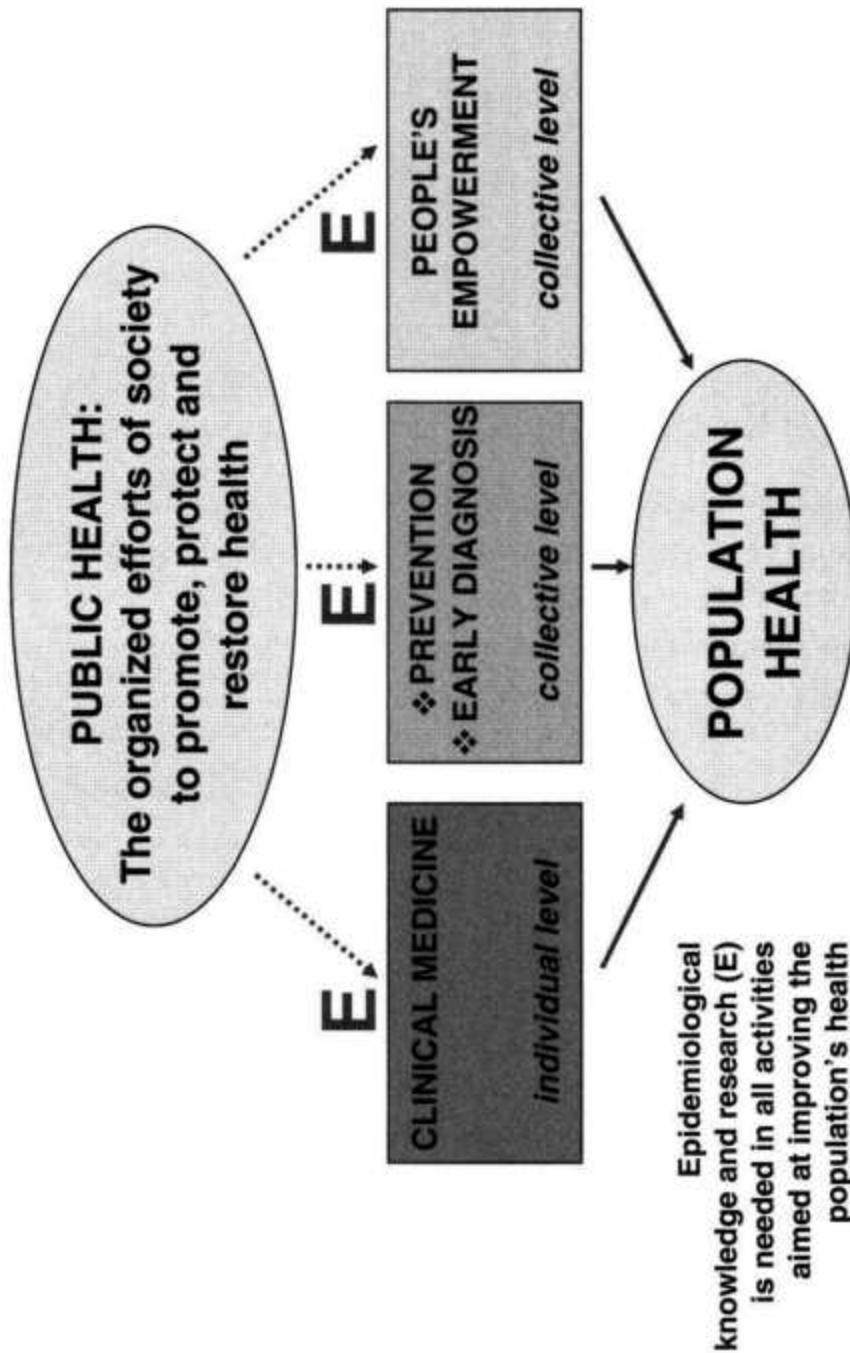 PUBLIC HEALTH:
The organized efforts of society
to promote, protect and
restore health
E
E
E
CLINICAL MEDICINE
individual level
❖ PREVENTION
❖ EARLY DIAGNOSIS
collective level
PEOPLE'S
EMPOWERMENT
collective level
POPULATION
HEALTH
Epidemiological
knowledge and research (E)
is needed in all activities
aimed at improving the
population's health